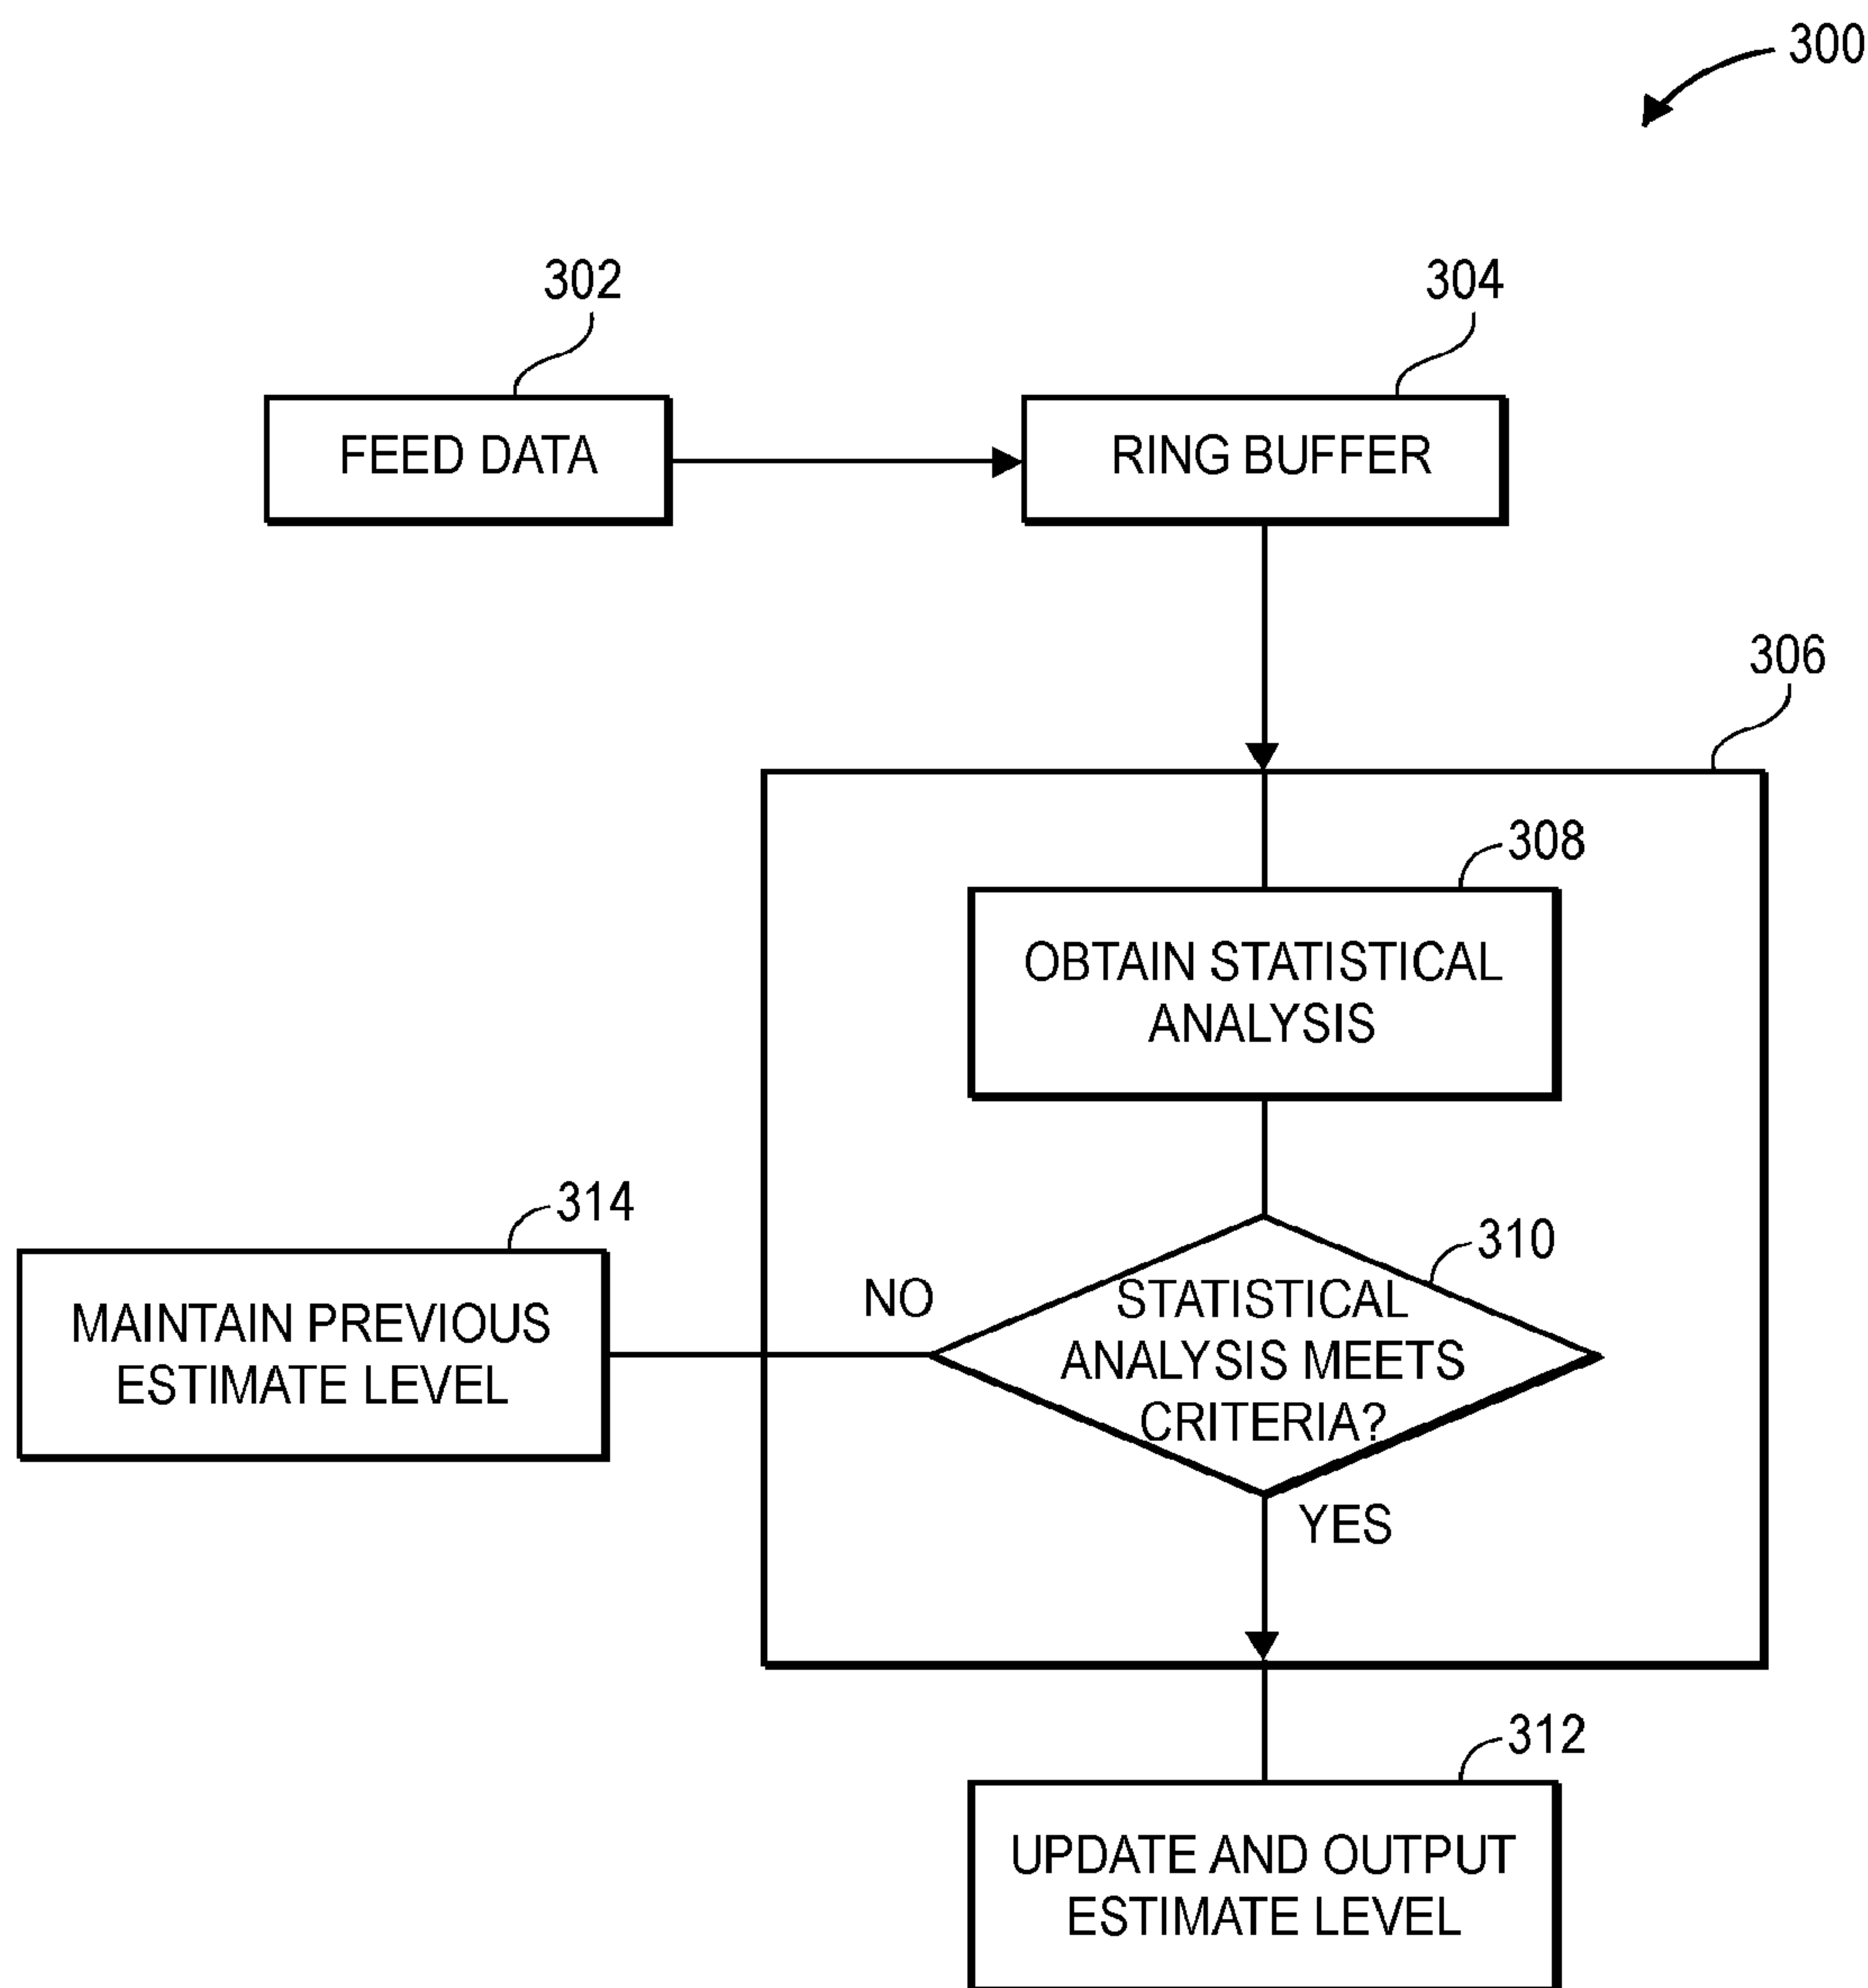 300
302
304
FEED DATA
RING BUFFER
306
308
OBTAIN STATISTICAL
ANALYSIS
314
310
MAINTAIN PREVIOUS
ESTIMATE LEVEL
NO
STATISTICAL
ANALYSIS MEETS
CRITERIA?
YES
312
UPDATE AND OUTPUT
ESTIMATE LEVEL